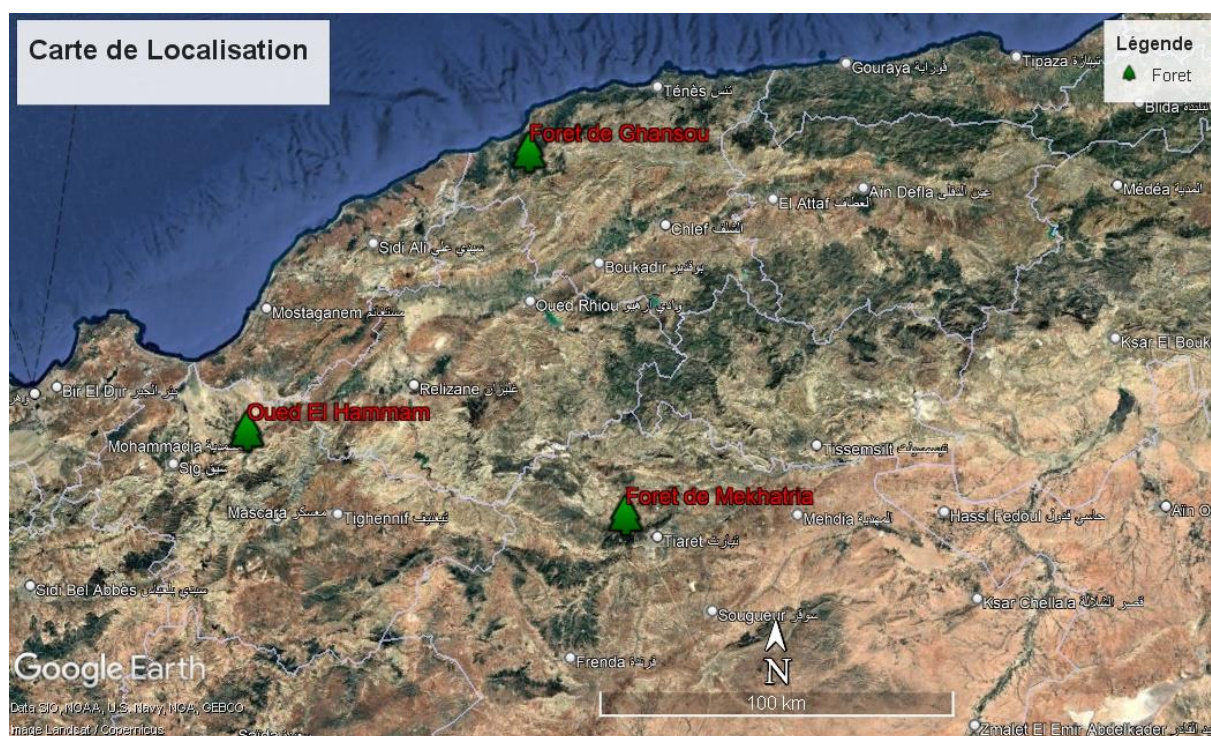 Carte de Localisation
Légende
Foret
Gouraya ڨوراية
Tipaza تيبازة
Blida البليدة
Ténès تنس
Foret de Ghansou
Médéa المدية
Aïn Defla عين الدفلى
El Attaf العطاف
Chlef الشلف
Sidi Ali سيدي علي
Boukadir بوقدير
Mostaganem مستغانم
Oued Rhiou وادي ارهيو
Ksar El Bouk
Bir El Djir بئر الجير
Relizane غليزان
Oued El Hammam
Mohammadia
Tissemsilt تيسمسيلت
Sig سيق
Foret de Mekhatria
Mascara معسكر
Tighennif تيغنيف
Mehdia المهدية
Hassi Fedoul حاسي فدول
Aïn O
Tiaret تيارت
Sidi Bel Abbès سيدي بلعباس
Ksar Chellala قصر الشلالة
Sougueur سوقر
N
Frenda فرندة
Google Earth
100 km
Data SIO, NOAA, U.S. Navy, NGA, GEBCO
Image Landsat / Copernicus
Zmalet El Emir Abdelkader